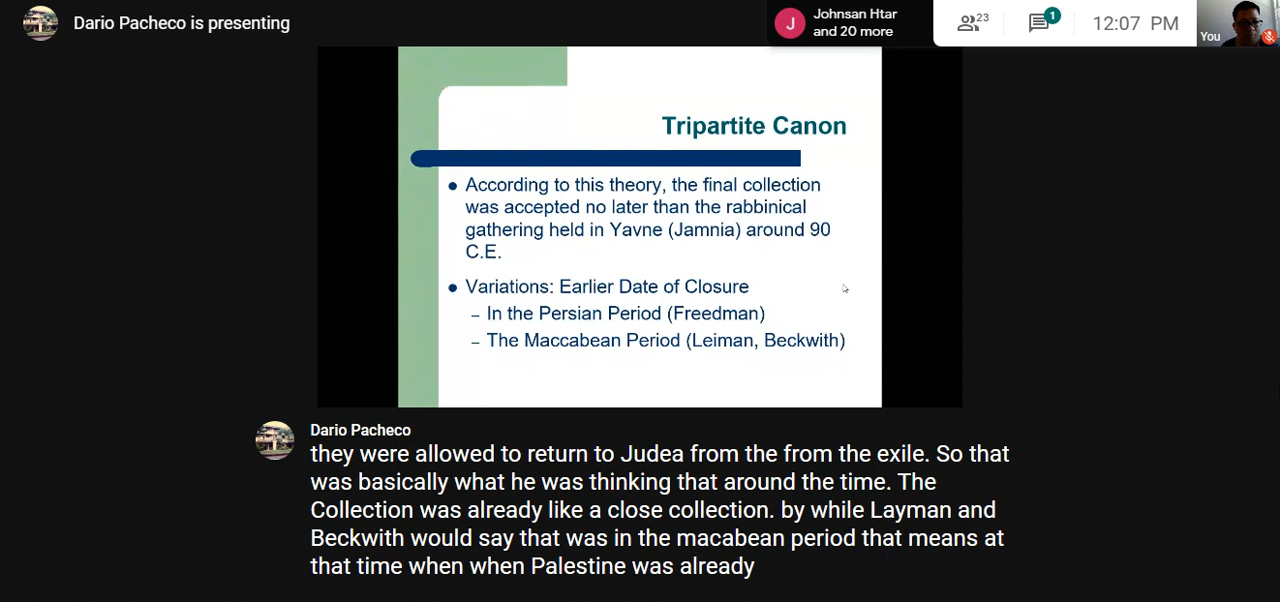 Dario Pacheco is presenting
J
Johnsan Htar
and 20 more
23
1
12:07 PM
You
Tripartite Canon
• According to this theory, the final collection
was accepted no later than the rabbinical
gathering held in Yavne (Jamnia) around 90
C.E.
• Variations: Earlier Date of Closure
– In the Persian Period (Freedman)
– The Maccabean Period (Leiman, Beckwith)
Dario Pacheco
they were allowed to return to Judea from the from the exile. So that
was basically what he was thinking that around the time. The
Collection was already like a close collection. by while Layman and
Beckwith would say that was in the macabean period that means at
that time when when Palestine was already